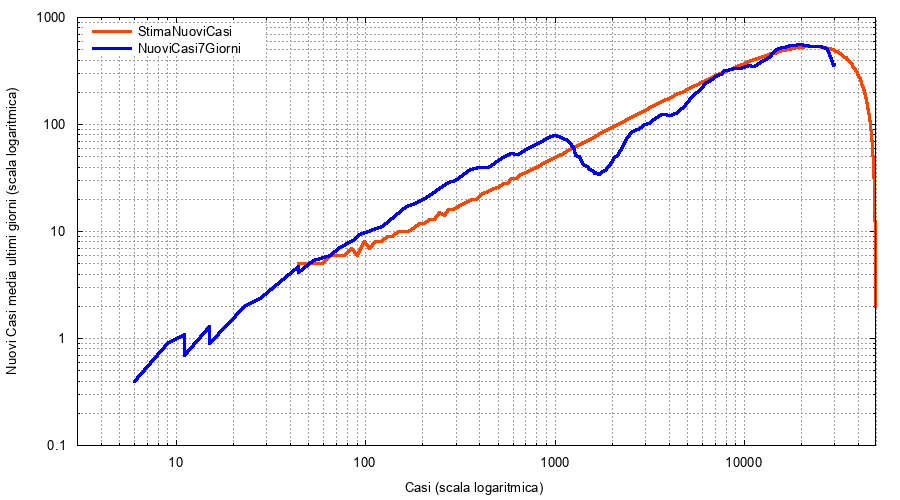 1000
StimaNuoviCasi
NuoviCasi7Giorni
100
10
1
0.1
Nuovi Casi media ultimi giorni (scala logaritmica)
10 100 1000 10000
Casi (scala logaritmica)